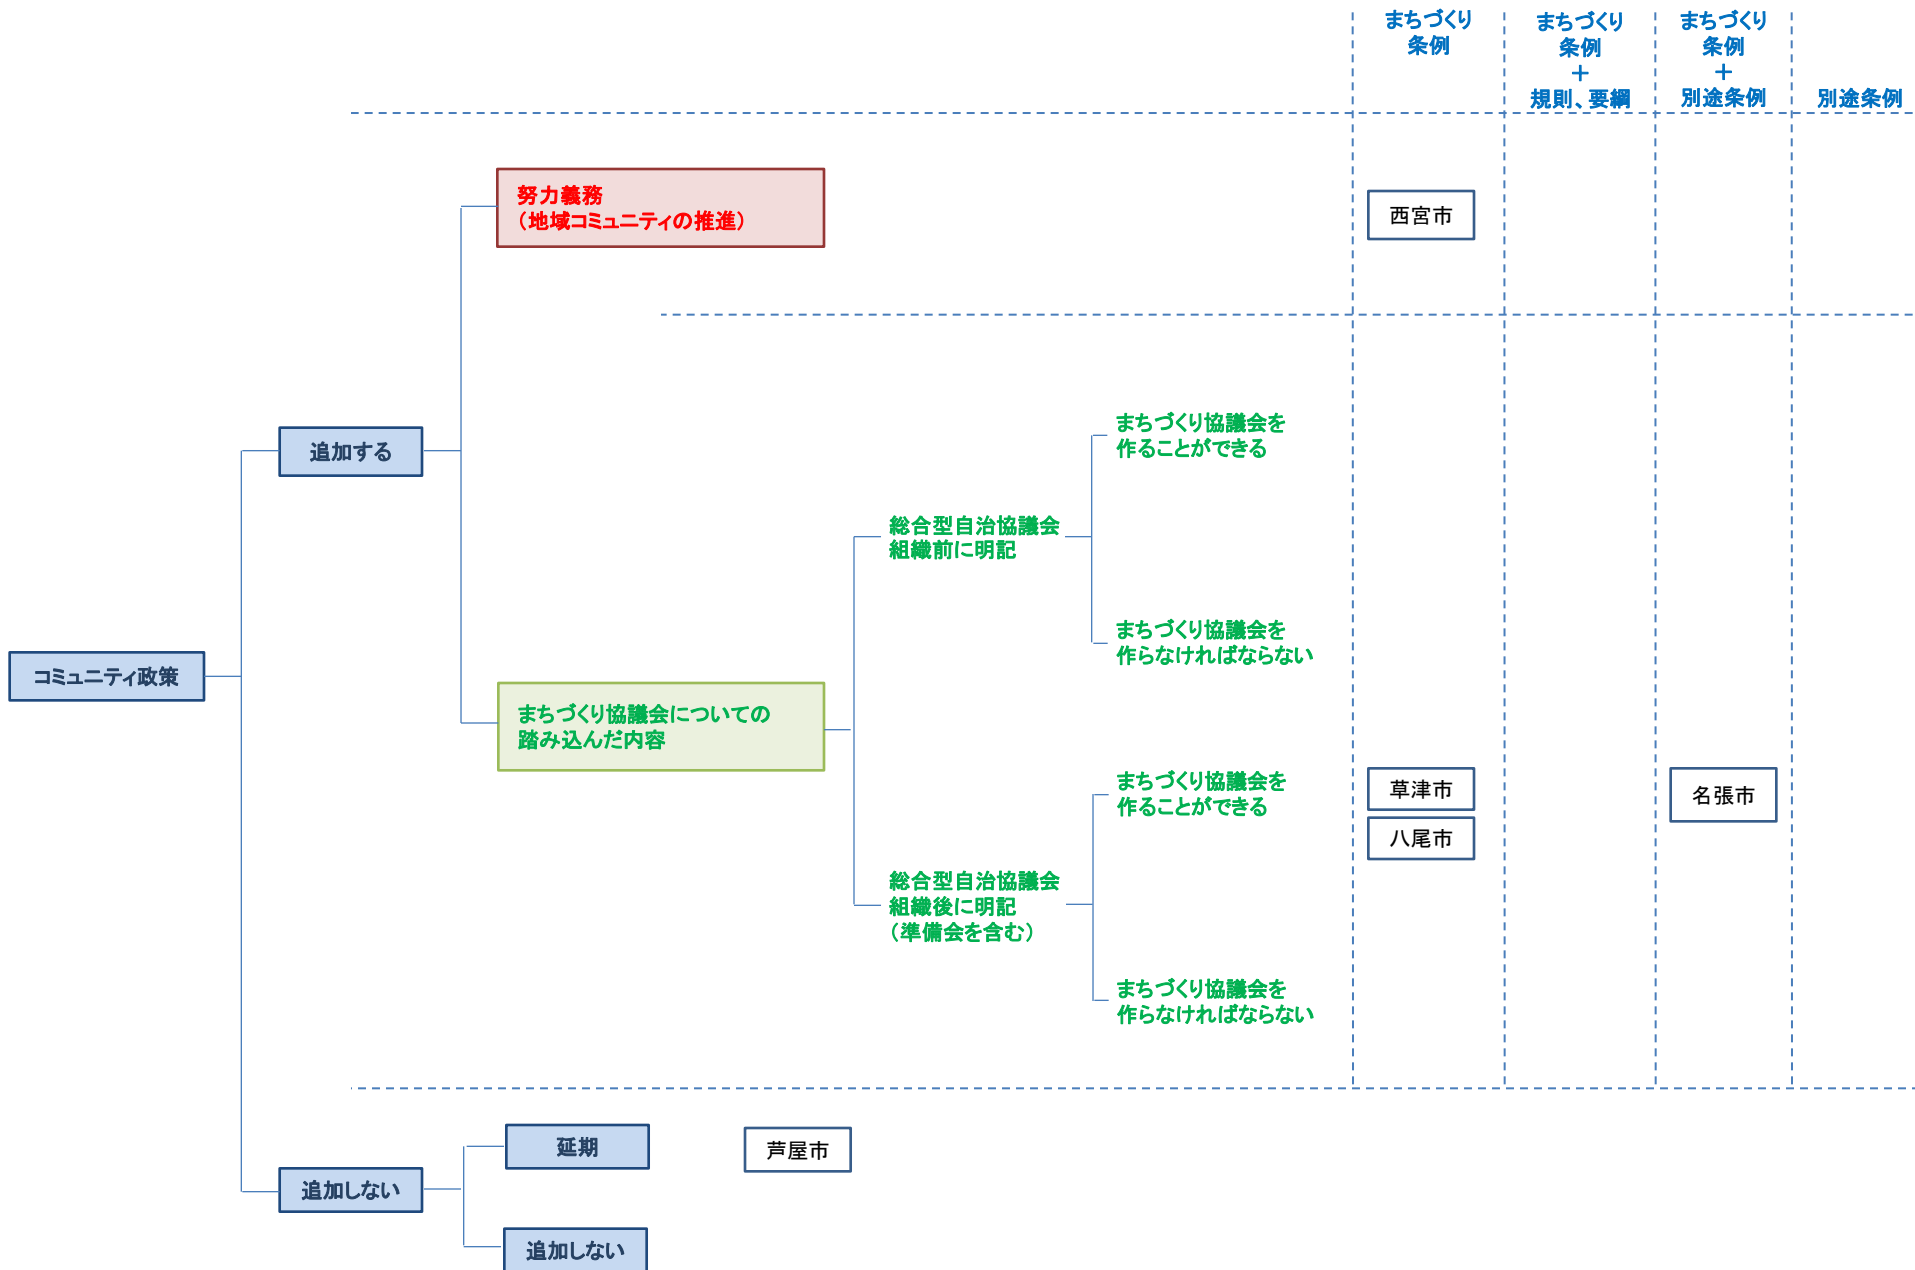 まちづくり
条例
まちづくり
条例
＋
規則、要綱
まちづくり
条例
＋
別途条例
別途条例
努力義務
（地域コミュニティの推進）
西宮市
追加する
まちづくり協議会を
作ることができる
総合型自治協議会
組織前に明記
まちづくり協議会を
作らなければならない
コミュニティ政策
まちづくり協議会についての
踏み込んだ内容
まちづくり協議会を
作ることができる
草津市
八尾市
名張市
総合型自治協議会
組織後に明記
（準備会を含む）
まちづくり協議会を
作らなければならない
延期
芦屋市
追加しない
追加しない